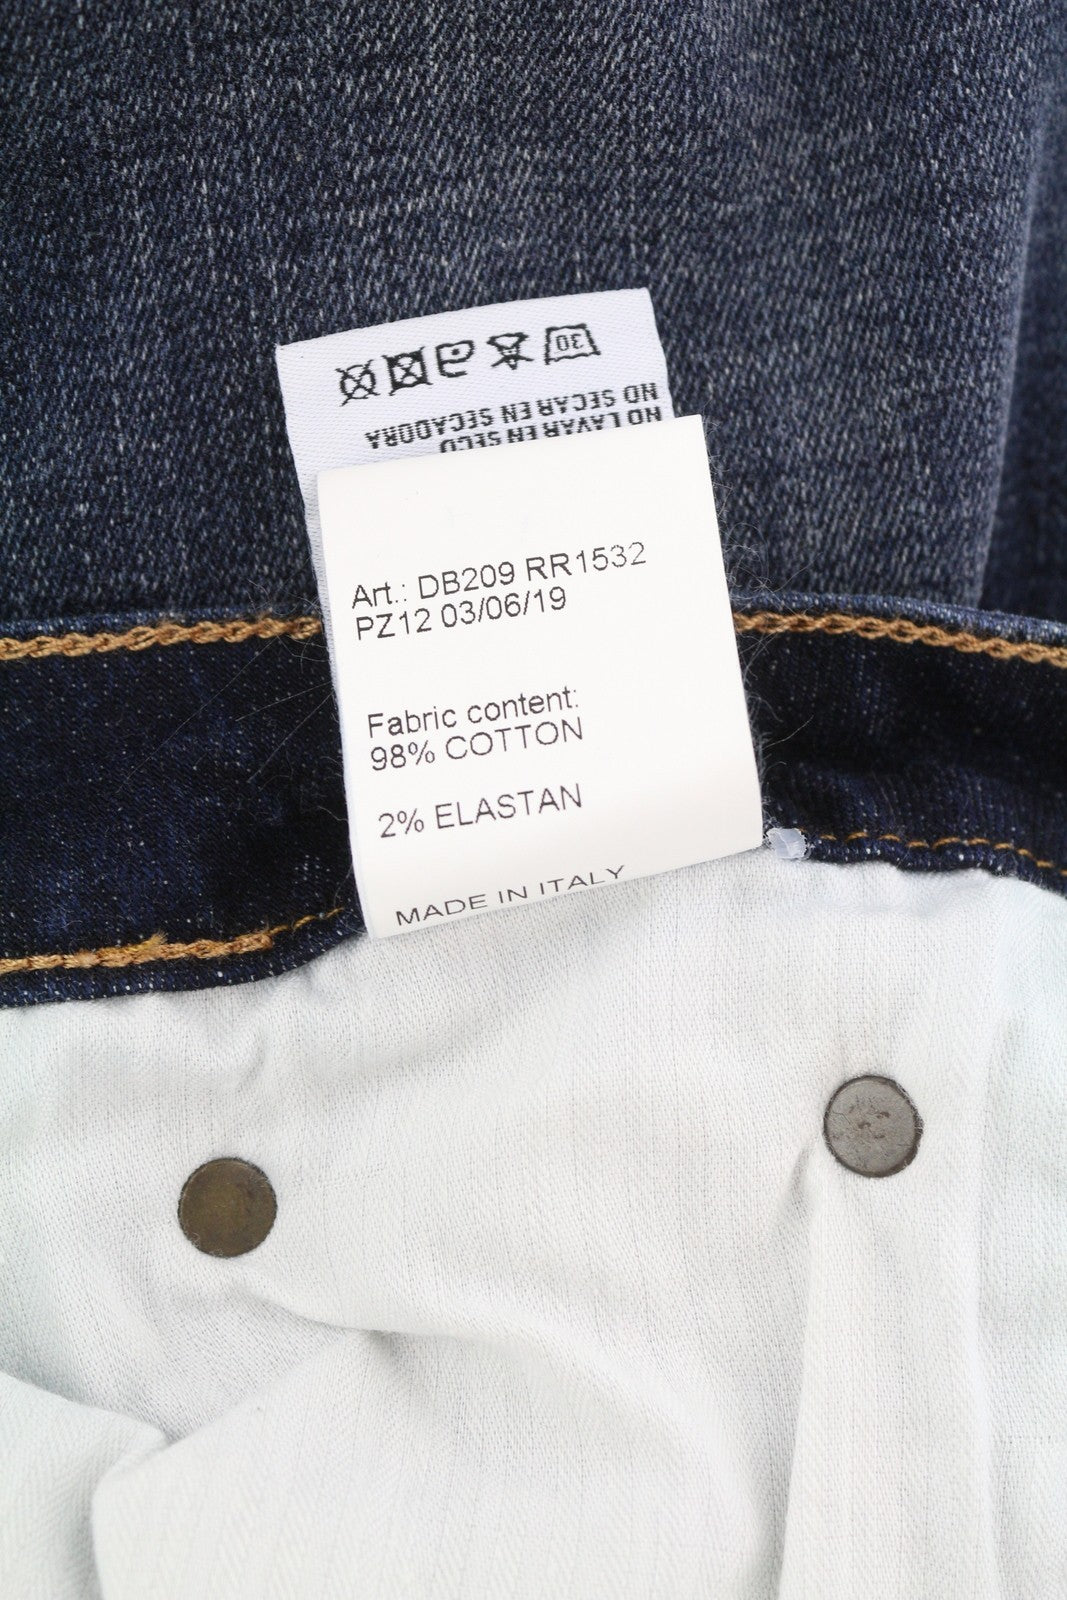 Art.: DB209 RR1532
PZ12 03/06/19
Fabric content:
98% COTTON
2% ELASTAN
MADE IN ITALY
NO LAVAR EN SECO
NO SECAR EN SECADORA
30